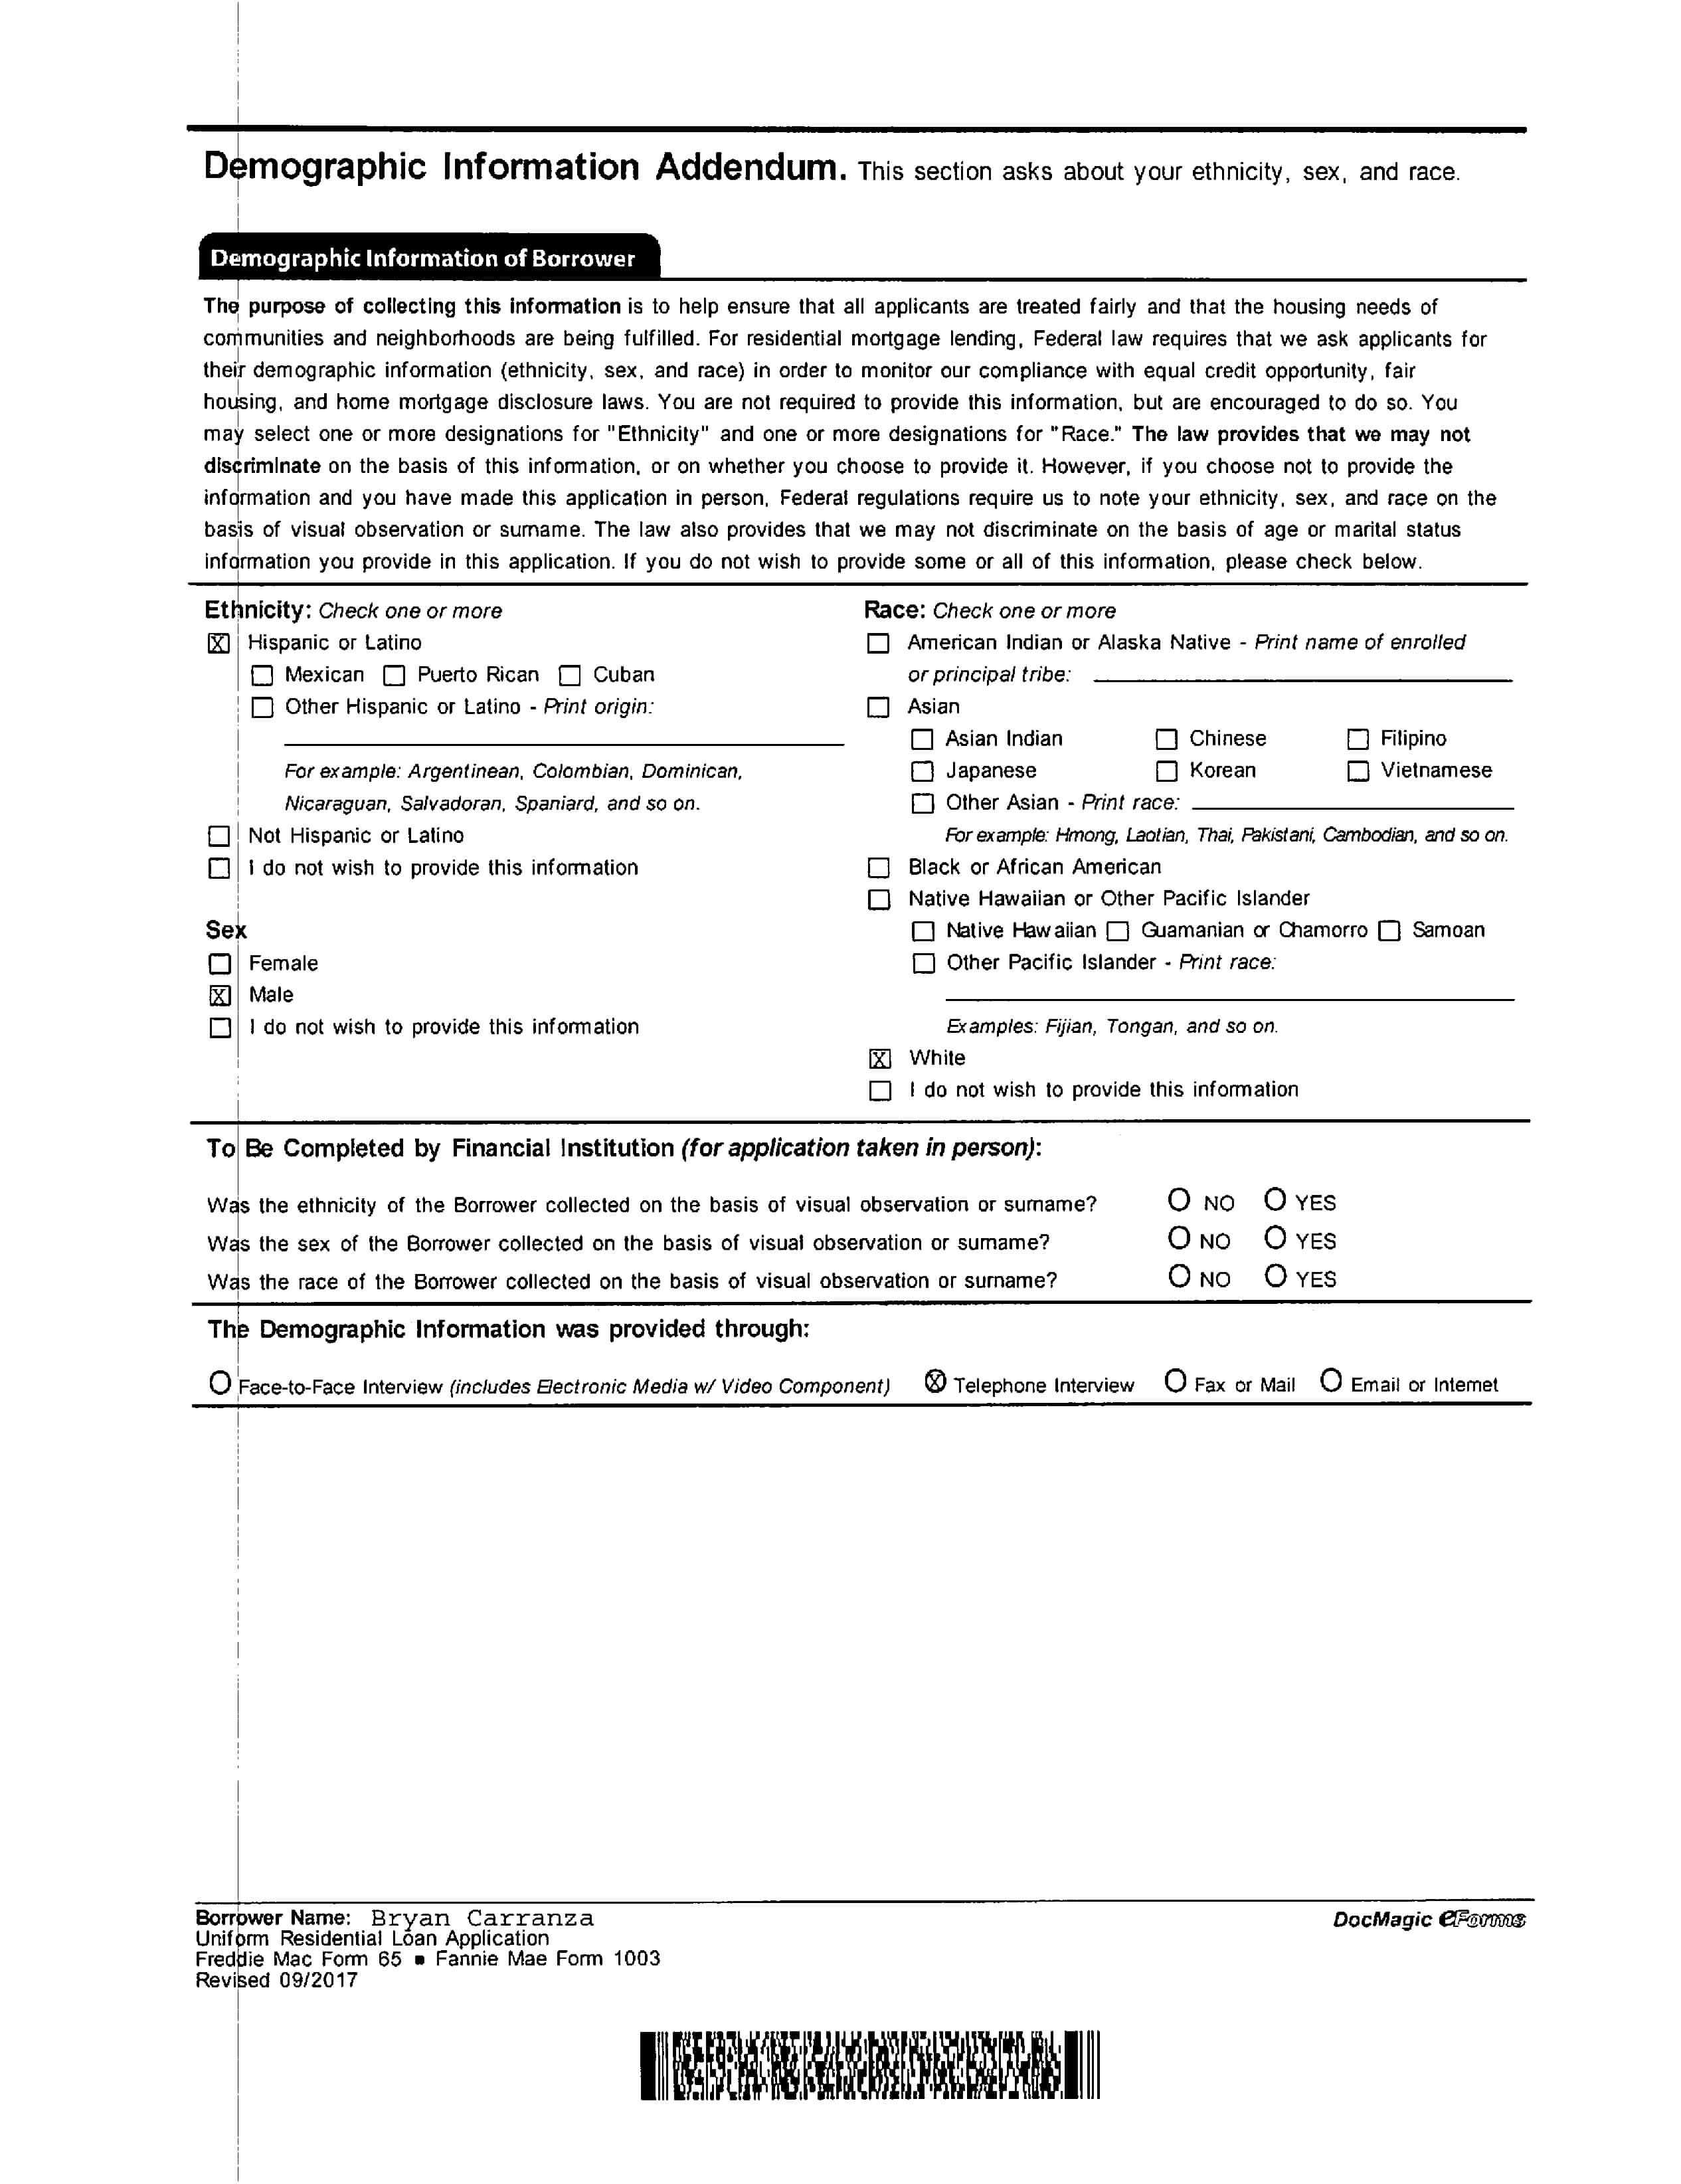 Demographic Information Addendum. This section asks about your ethnicity, sex, and race.
Demographic Information of Borrower
The purpose of collecting this information is to help ensure that all applicants are treated fairly and that the housing needs of
communities and neighborhoods are being fulfilled. For residential mortgage lending, Federal law requires that we ask applicants for
their demographic information (ethnicity, sex, and race) in order to monitor our compliance with equal credit opportunity, fair
housing, and home mortgage disclosure laws. You are not required to provide this information, but are encouraged to do so. You
may select one or more designations for "Ethnicity" and one or more designations for "Race." The law provides that we may not
discriminate on the basis of this information, or on whether you choose to provide it. However, if you choose not to provide the
information and you have made this application in person, Federal regulations require us to note your ethnicity, sex, and race on the
basis of visual observation or surname. The law also provides that we may not discriminate on the basis of age or marital status
information you provide in this application. If you do not wish to provide some or all of this information, please check below.
Ethnicity: Check one or more
☒ Hispanic or Latino
☐ Mexican ☐ Puerto Rican ☐ Cuban
☐ Other Hispanic or Latino - Print origin:
For example: Argentinean, Colombian, Dominican,
Nicaraguan, Salvadoran, Spaniard, and so on.
☐ Not Hispanic or Latino
☐ I do not wish to provide this information
Sex
☐ Female
☒ Male
☐ I do not wish to provide this information
Race: Check one or more
☐ American Indian or Alaska Native - Print name of enrolled
or principal tribe:
☐ Asian
☐ Asian Indian ☐ Chinese ☐ Filipino
☐ Japanese ☐ Korean ☐ Vietnamese
☐ Other Asian - Print race:
For example: Hmong, Laotian, Thai, Pakistani, Cambodian, and so on.
☐ Black or African American
☐ Native Hawaiian or Other Pacific Islander
☐ Native Hawaiian ☐ Guamanian or Chamorro ☐ Samoan
☐ Other Pacific Islander - Print race:
Examples: Fijian, Tongan, and so on.
☒ White
☐ I do not wish to provide this information
To Be Completed by Financial Institution (for application taken in person):
Was the ethnicity of the Borrower collected on the basis of visual observation or surname? ○ NO ○ YES
Was the sex of the Borrower collected on the basis of visual observation or surname? ○ NO ○ YES
Was the race of the Borrower collected on the basis of visual observation or surname? ○ NO ○ YES
The Demographic Information was provided through:
○ Face-to-Face Interview (includes Electronic Media w/ Video Component) ⊗ Telephone Interview ○ Fax or Mail ○ Email or Internet
Borrower Name: Bryan Carranza
DocMagic eForms
Uniform Residential Loan Application
Freddie Mac Form 65 ▪ Fannie Mae Form 1003
Revised 09/2017